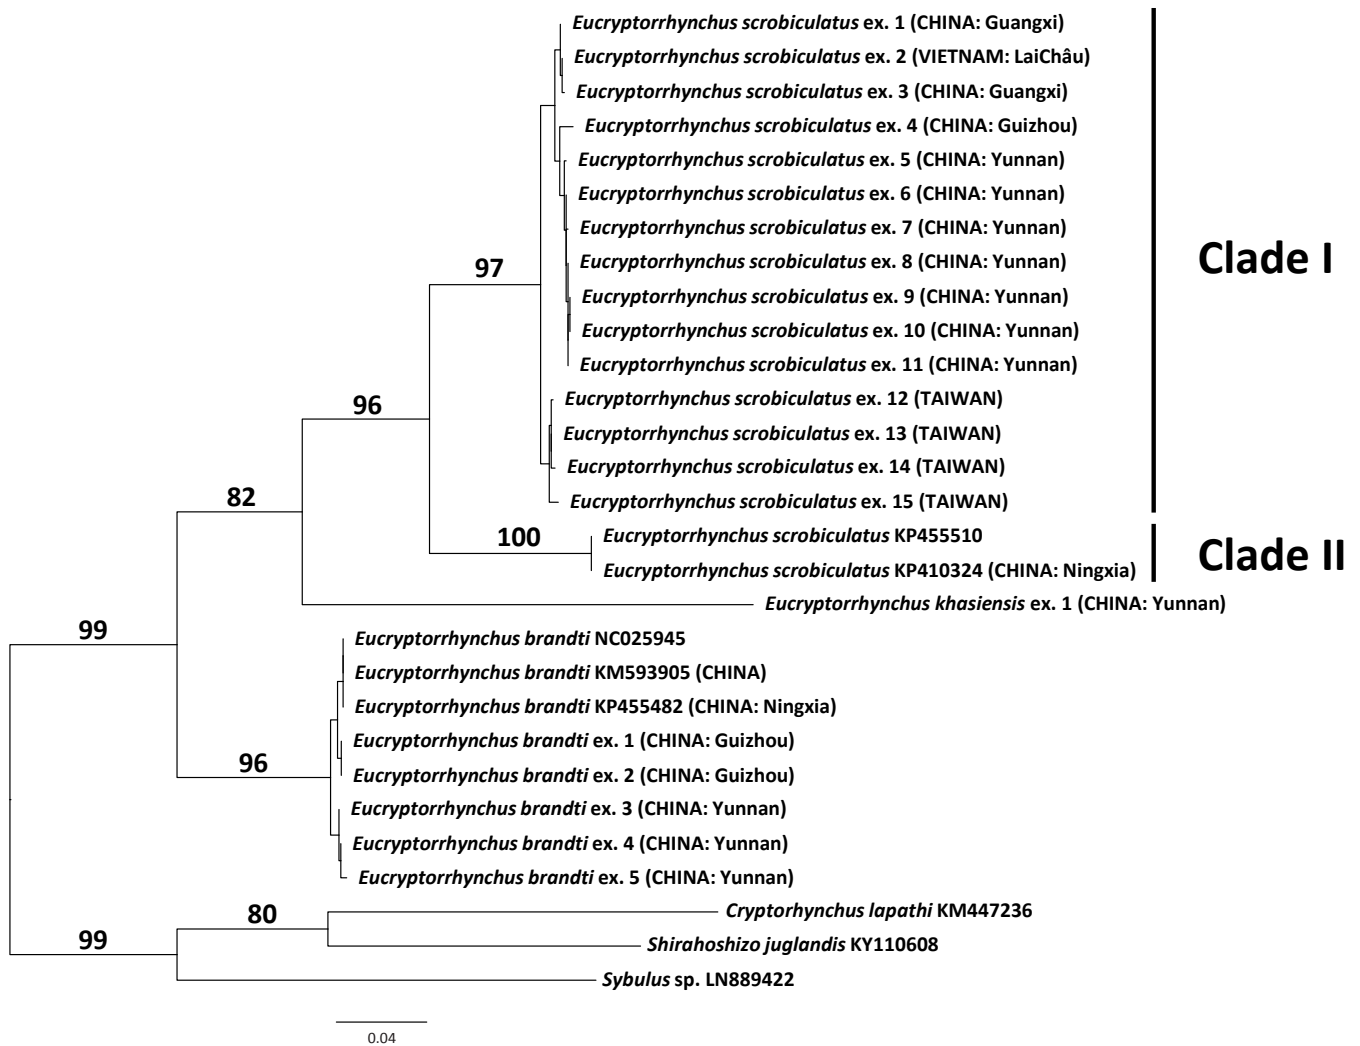 Eucryptorrhynchus scrobiculatus ex. 1 (CHINA: Guangxi)
Eucryptorrhynchus scrobiculatus ex. 2 (VIETNAM: LaiChâu)
Eucryptorrhynchus scrobiculatus ex. 3 (CHINA: Guangxi)
Eucryptorrhynchus scrobiculatus ex. 4 (CHINA: Guizhou)
Eucryptorrhynchus scrobiculatus ex. 5 (CHINA: Yunnan)
Eucryptorrhynchus scrobiculatus ex. 6 (CHINA: Yunnan)
Eucryptorrhynchus scrobiculatus ex. 7 (CHINA: Yunnan)
Eucryptorrhynchus scrobiculatus ex. 8 (CHINA: Yunnan)
Clade I
97
Eucryptorrhynchus scrobiculatus ex. 9 (CHINA: Yunnan)
Eucryptorrhynchus scrobiculatus ex. 10 (CHINA: Yunnan)
Eucryptorrhynchus scrobiculatus ex. 11 (CHINA: Yunnan)
96
Eucryptorrhynchus scrobiculatus ex. 12 (TAIWAN)
Eucryptorrhynchus scrobiculatus ex. 13 (TAIWAN)
Eucryptorrhynchus scrobiculatus ex. 14 (TAIWAN)
82
Eucryptorrhynchus scrobiculatus ex. 15 (TAIWAN)
100
Eucryptorrhynchus scrobiculatus KP455510
Clade II
Eucryptorrhynchus scrobiculatus KP410324 (CHINA: Ningxia)
Eucryptorrhynchus khasiensis ex. 1 (CHINA: Yunnan)
99
Eucryptorrhynchus brandti NC025945
Eucryptorrhynchus brandti KM593905 (CHINA)
Eucryptorrhynchus brandti KP455482 (CHINA: Ningxia)
Eucryptorrhynchus brandti ex. 1 (CHINA: Guizhou)
96
Eucryptorrhynchus brandti ex. 2 (CHINA: Guizhou)
Eucryptorrhynchus brandti ex. 3 (CHINA: Yunnan)
Eucryptorrhynchus brandti ex. 4 (CHINA: Yunnan)
Eucryptorrhynchus brandti ex. 5 (CHINA: Yunnan)
80
Cryptorhynchus lapathi KM447236
99
Shirahoshizo juglandis KY110608
Sybulus sp. LN889422
0.04